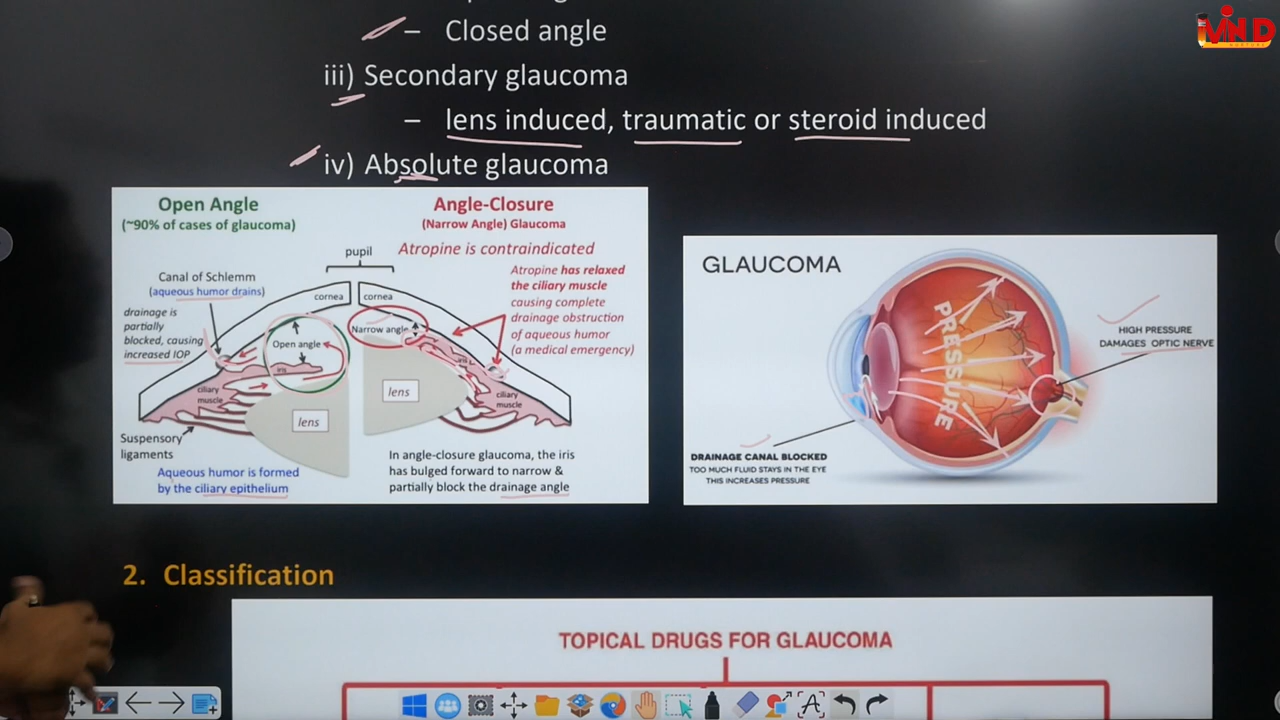 – Closed angle
iii) Secondary glaucoma
– lens induced, traumatic or steroid induced
iv) Absolute glaucoma
Open Angle
(~90% of cases of glaucoma)
Angle-Closure
(Narrow Angle) Glaucoma
Atropine is contraindicated
pupil
Canal of Schlemm
(aqueous humor drains)
cornea
cornea
Atropine has relaxed
the ciliary muscle
causing complete
drainage obstruction
of aqueous humor
(a medical emergency)
drainage is
partially
blocked, causing
increased IOP
Open angle
Narrow angle
iris
ciliary
muscle
lens
lens
ciliary
muscle
Suspensory
ligaments
Aqueous humor is formed
by the ciliary epithelium
In angle-closure glaucoma, the iris
has bulged forward to narrow &
partially block the drainage angle
GLAUCOMA
PRESSURE
HIGH PRESSURE
DAMAGES OPTIC NERVE
DRAINAGE CANAL BLOCKED
TOO MUCH FLUID STAYS IN THE EYE
THIS INCREASES PRESSURE
2. Classification
TOPICAL DRUGS FOR GLAUCOMA